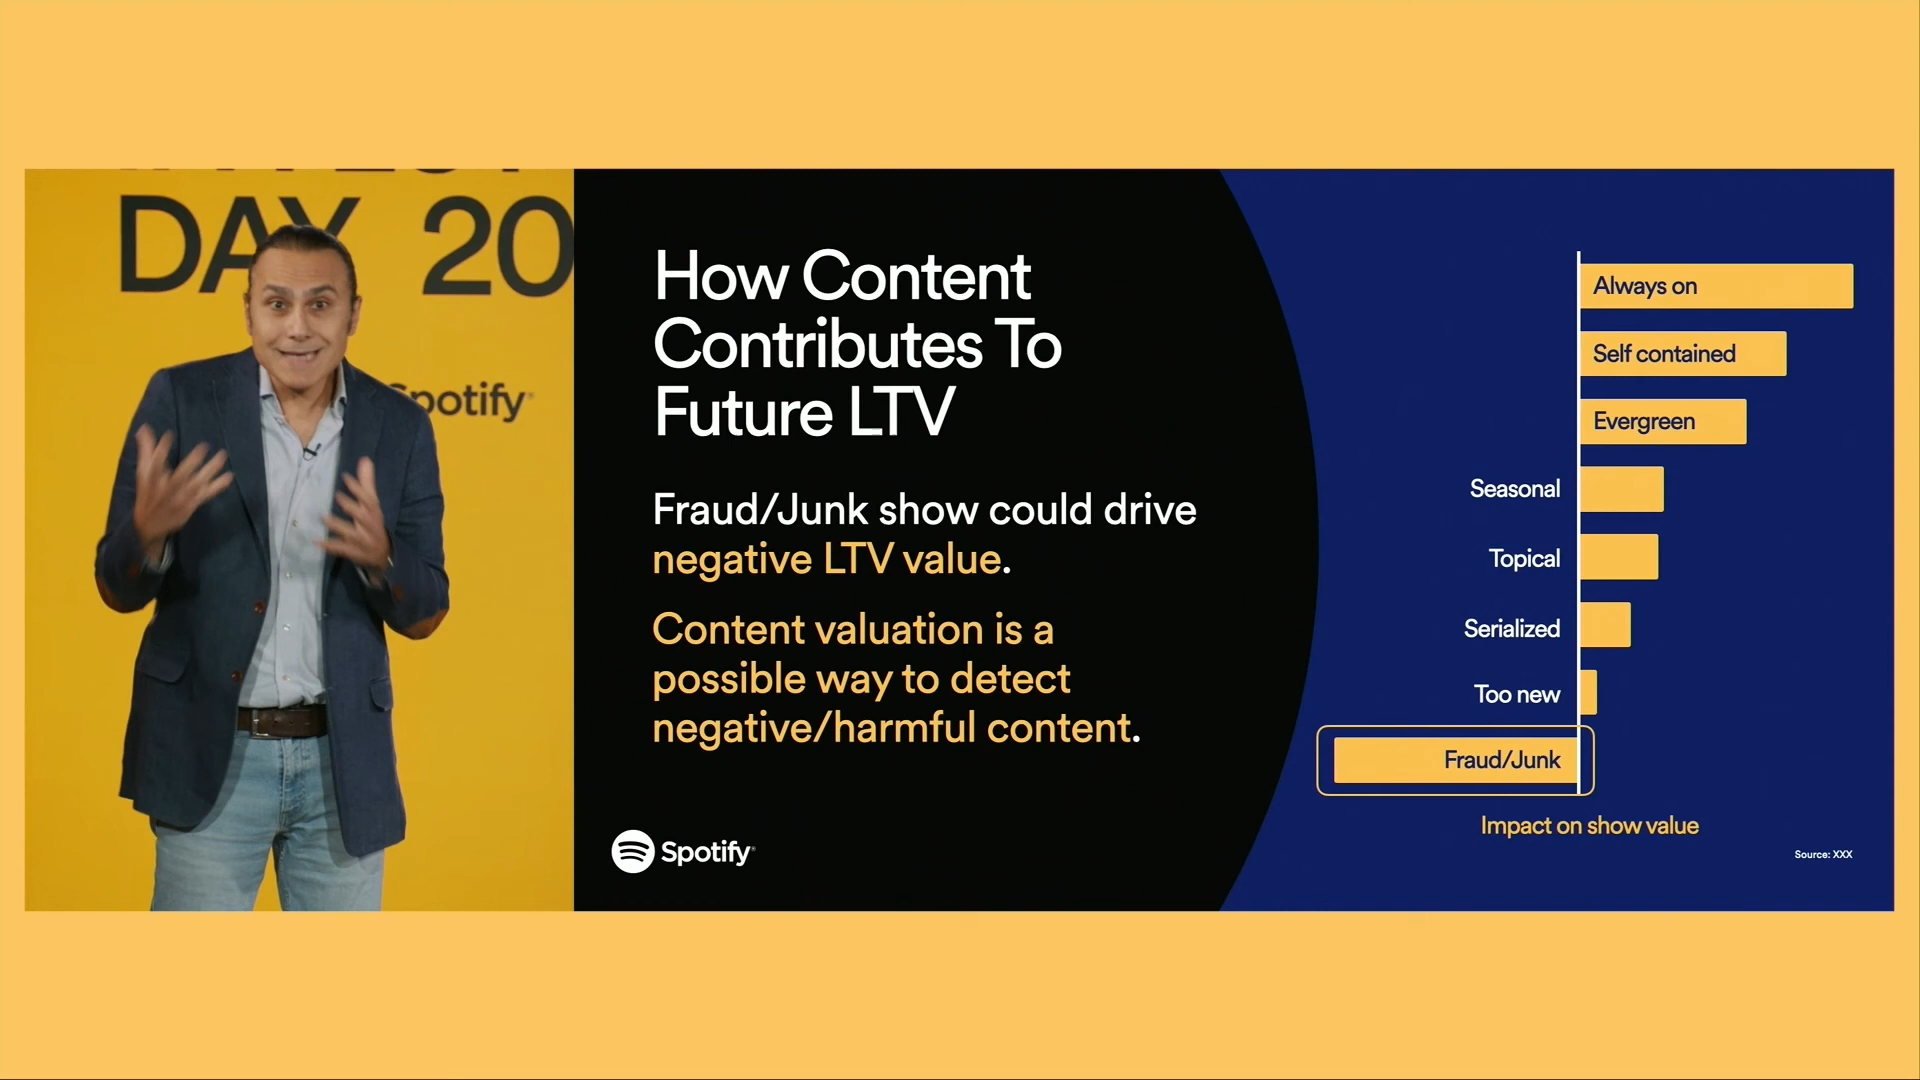 DAY 20
Spotify
How Content
Contributes To
Future LTV
Fraud/Junk show could drive
negative LTV value.
Content valuation is a
possible way to detect
negative/harmful content.
Spotify
Always on
Self contained
Evergreen
Seasonal
Topical
Serialized
Too new
Fraud/Junk
Impact on show value
Source: XXX